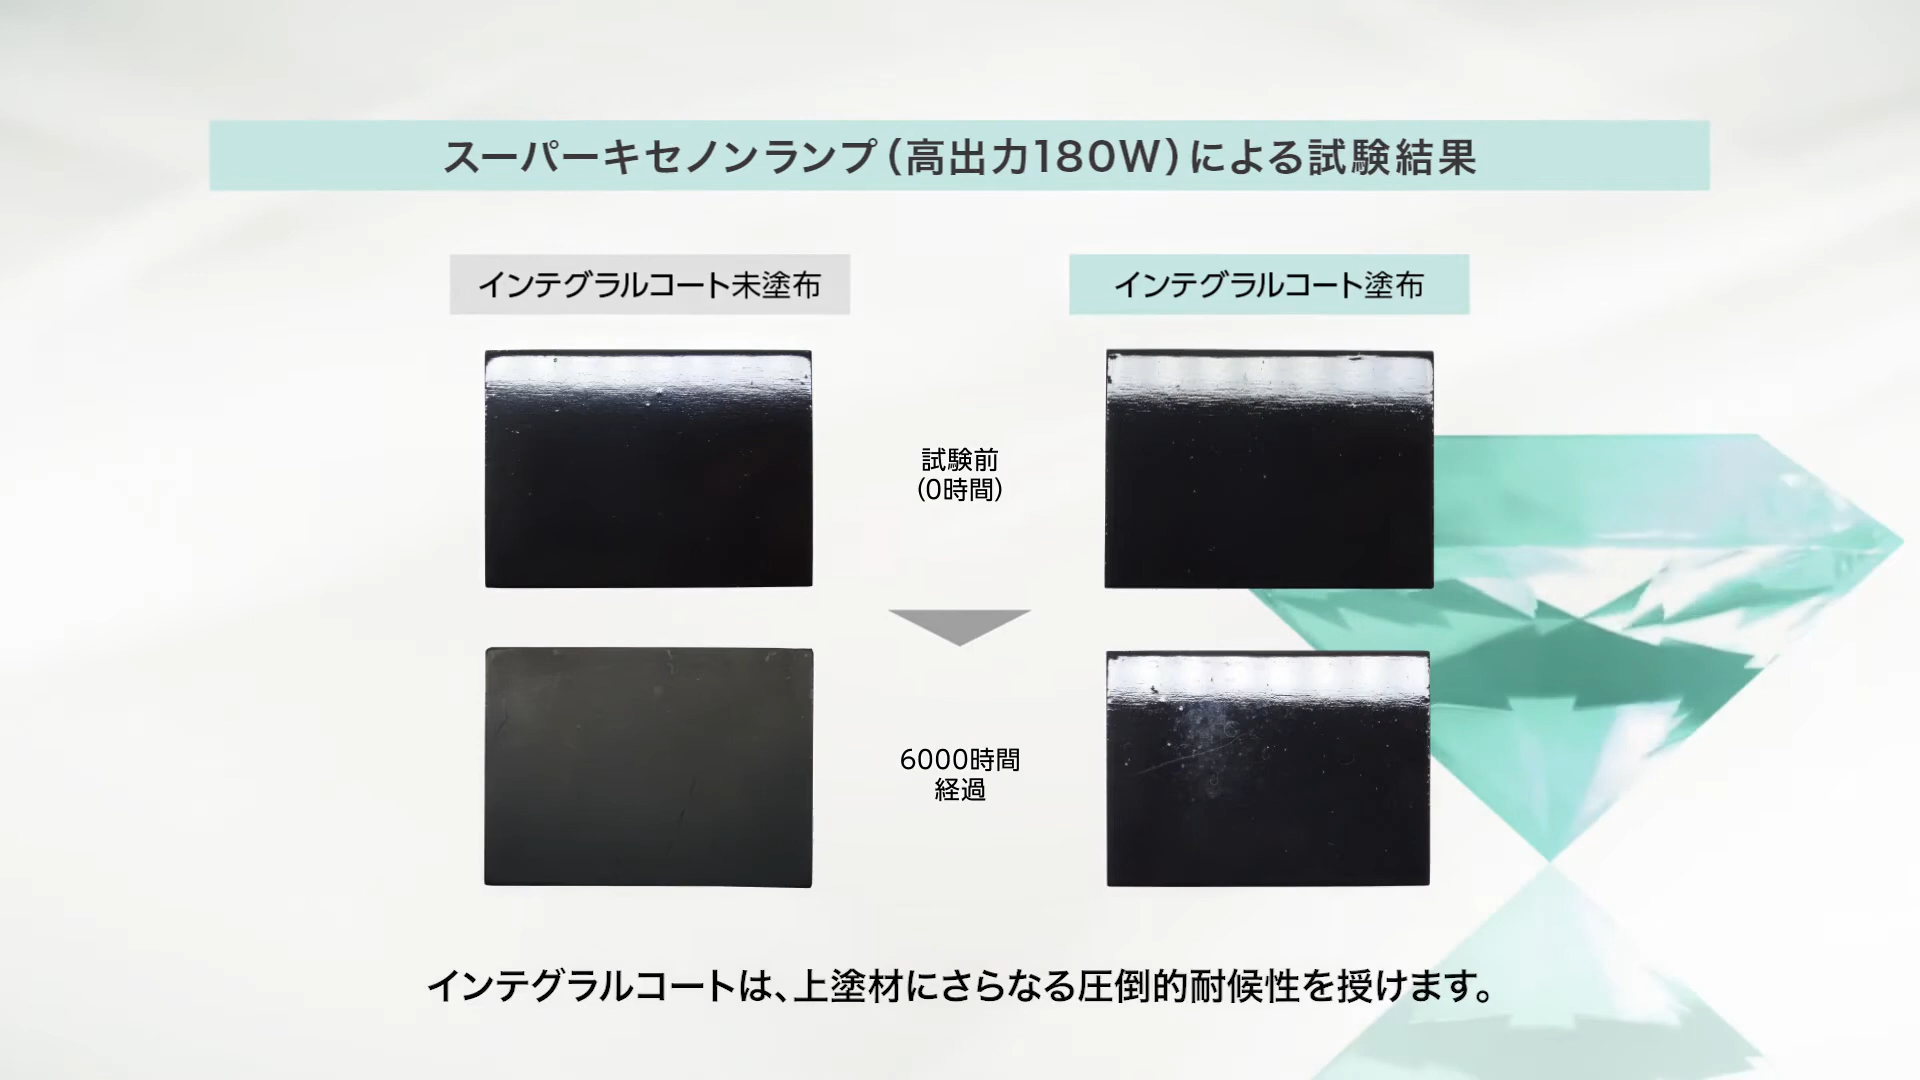 スーパーキセノンランプ（高出力180W）による試験結果
インテグラルコート未塗布
インテグラルコート塗布
試験前
(0時間)
6000時間
経過
インテグラルコートは、上塗材にさらなる圧倒的耐候性を授けます。